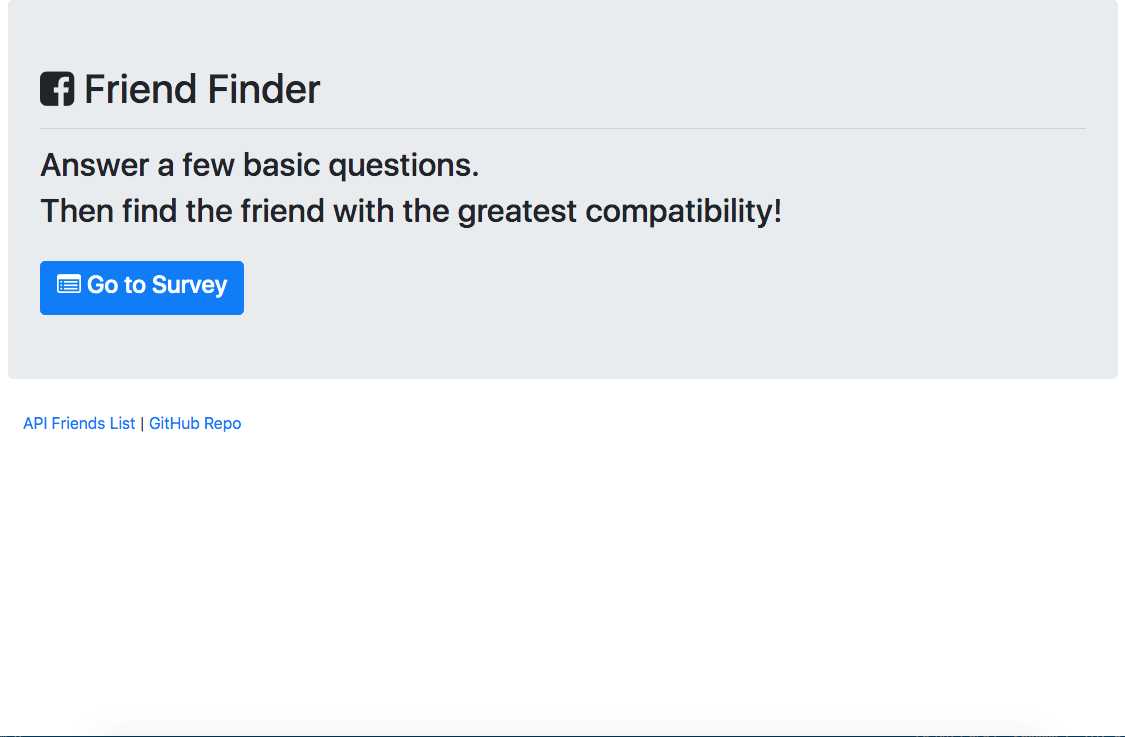 Friend Finder
Answer a few basic questions.
Then find the friend with the greatest compatibility!
Go to Survey
API Friends List | GitHub Repo